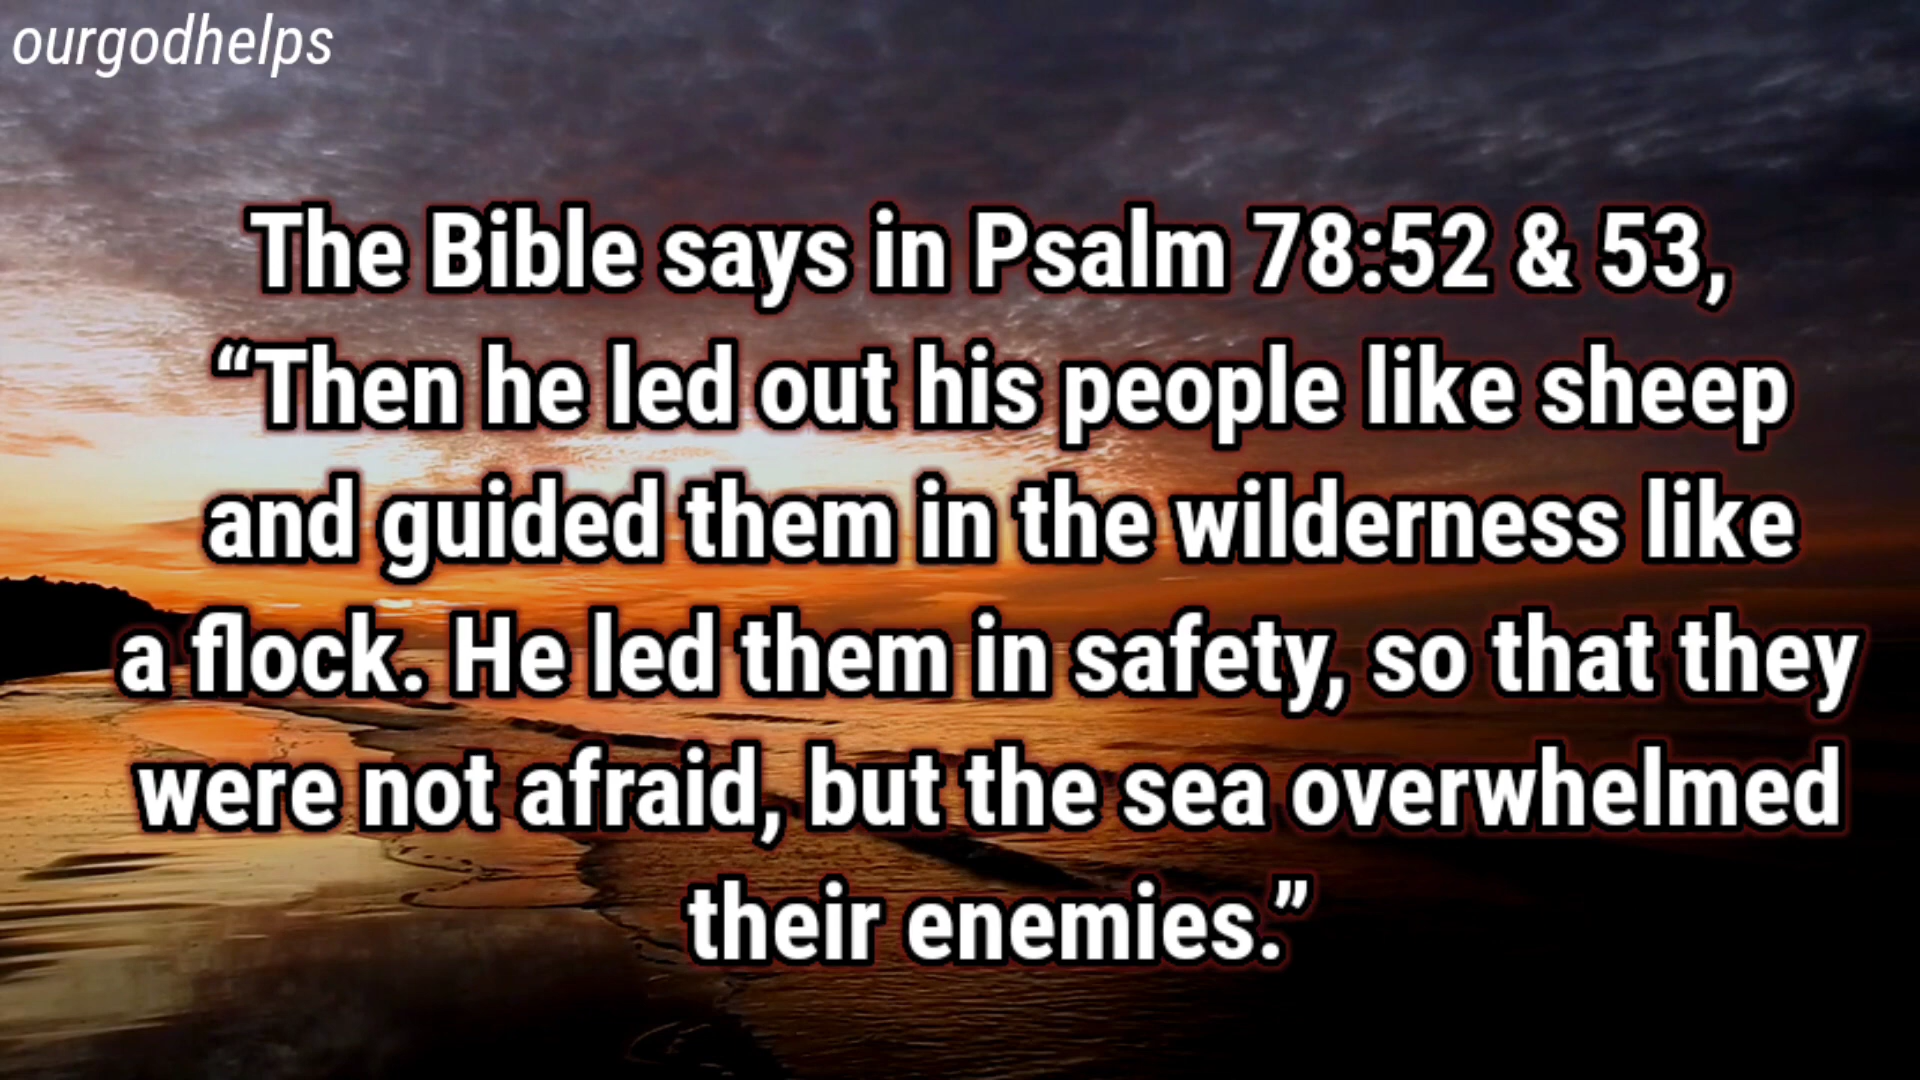 ourgodhelps
The Bible says in Psalm 78:52 & 53,
“Then he led out his people like sheep
and guided them in the wilderness like
a flock. He led them in safety, so that they
were not afraid, but the sea overwhelmed
their enemies.”